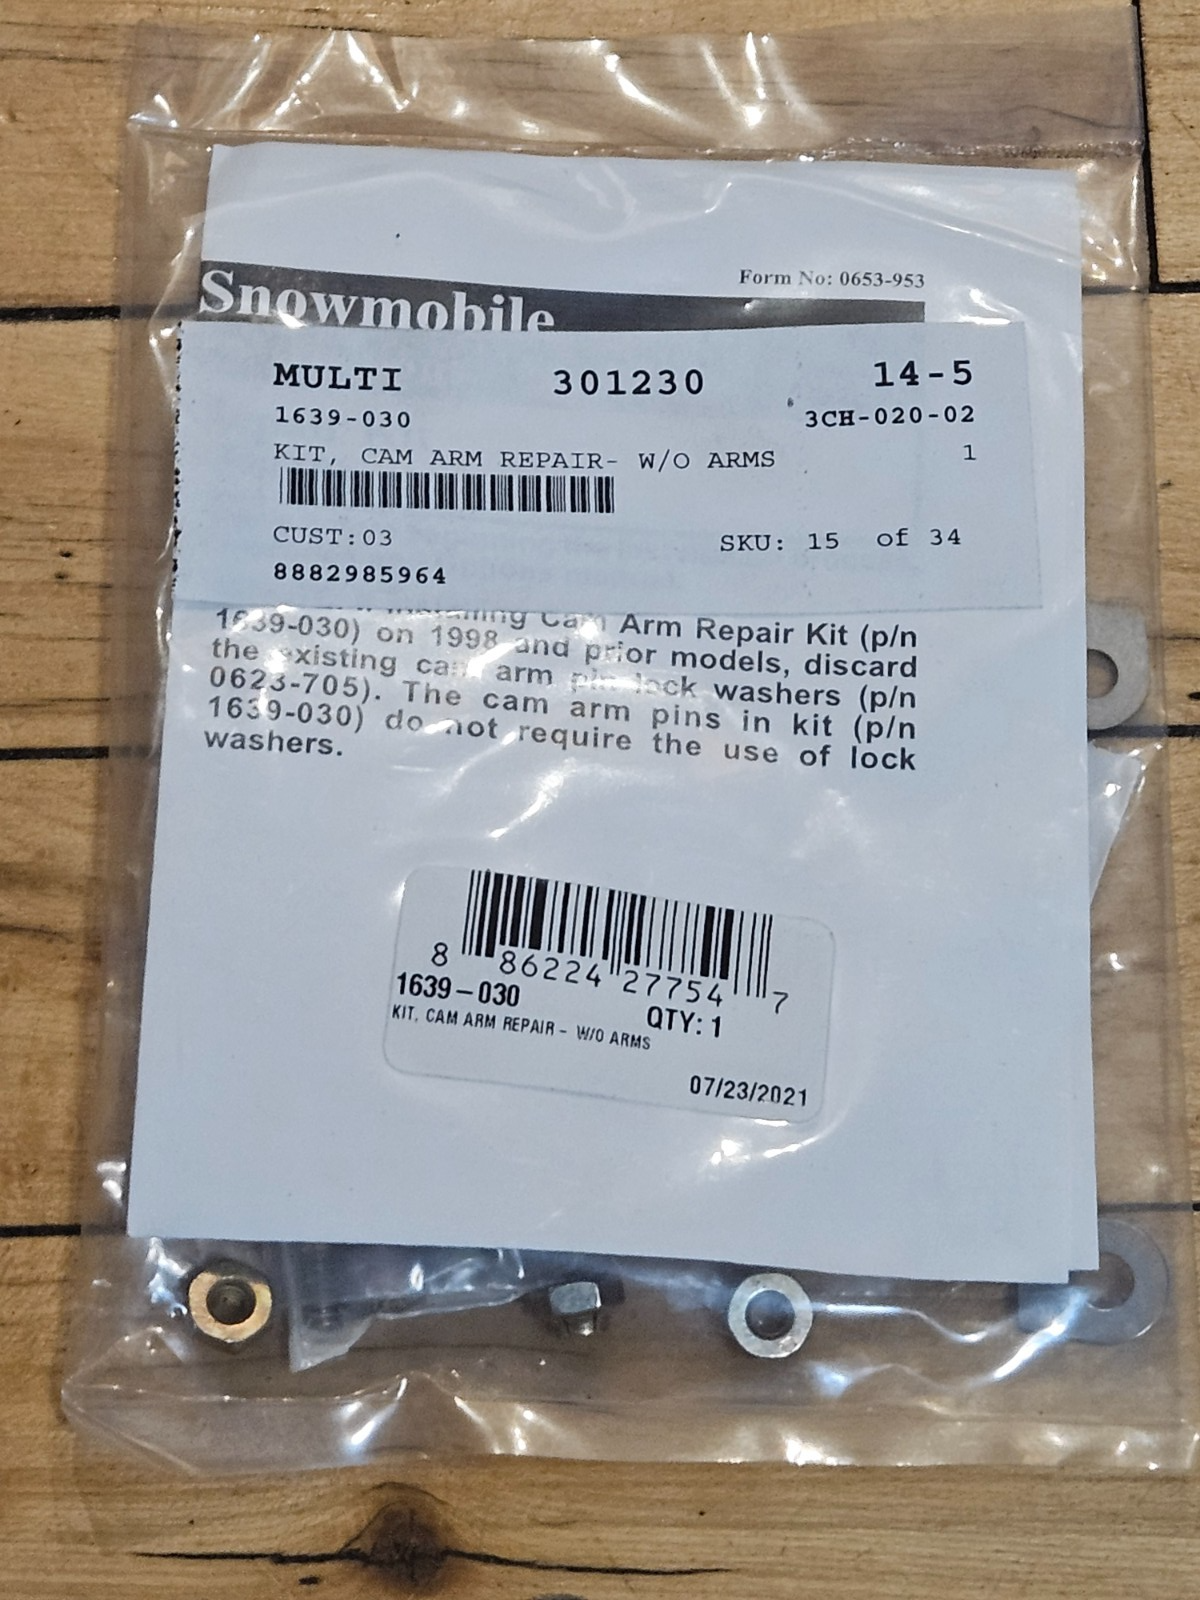 Form No: 0653-953
Snowmobile
MULTI 301230 14-5
1639-030 3CH-020-02
KIT, CAM ARM REPAIR- W/O ARMS 1
CUST:03 SKU: 15 of 34
8882985964
installing Cam Arm Repair Kit (p/n
1639-030) on 1998 and prior models, discard
the existing cam arm pin lock washers (p/n
0623-705). The cam arm pins in kit (p/n
1639-030) do not require the use of lock
washers.
8 86224 27754 7
1639-030 QTY: 1
KIT, CAM ARM REPAIR - W/O ARMS
07/23/2021